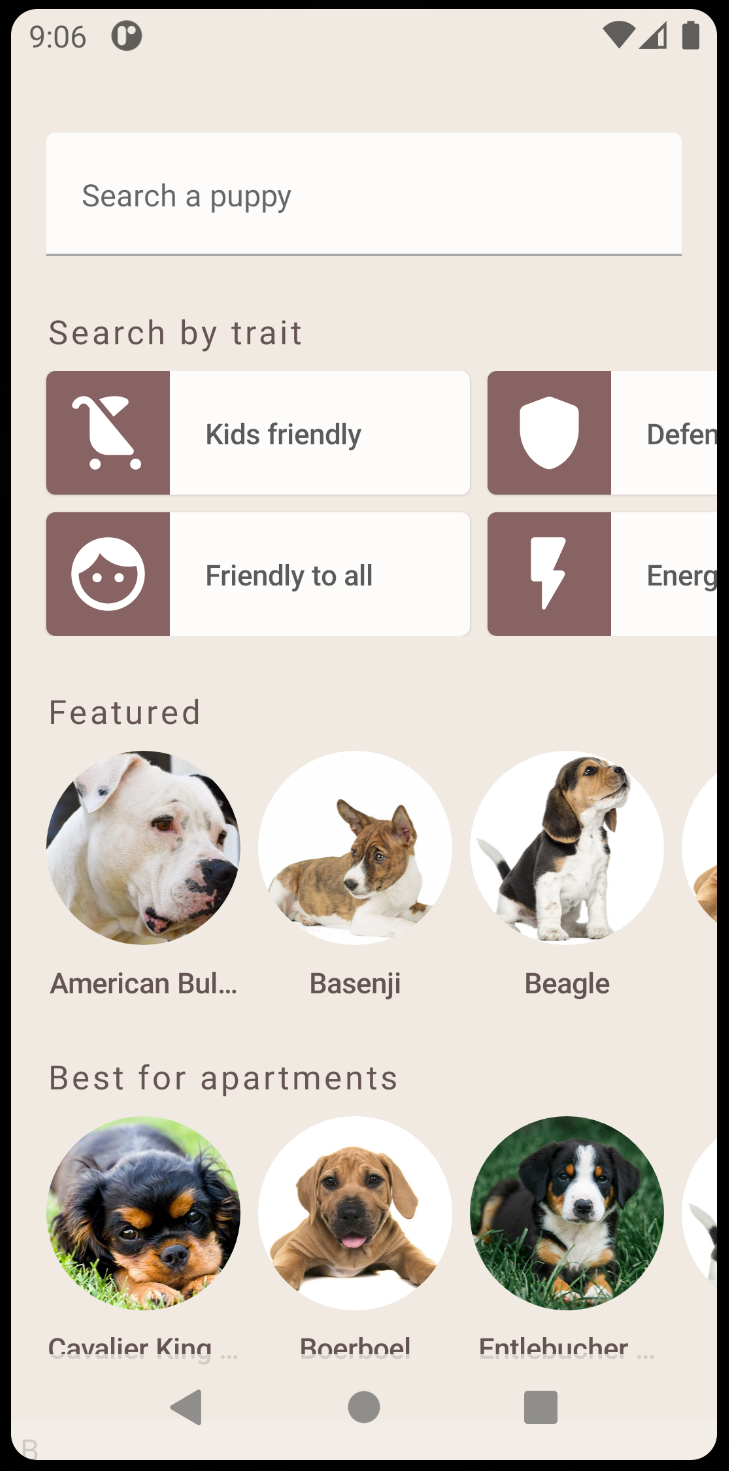 9:06
Search a puppy
Search by trait
Kids friendly
Defen
Friendly to all
Energ
Featured
American Bul...
Basenji
Beagle
Best for apartments
Cavalier King ...
Boerboel
Entlebucher ...
B